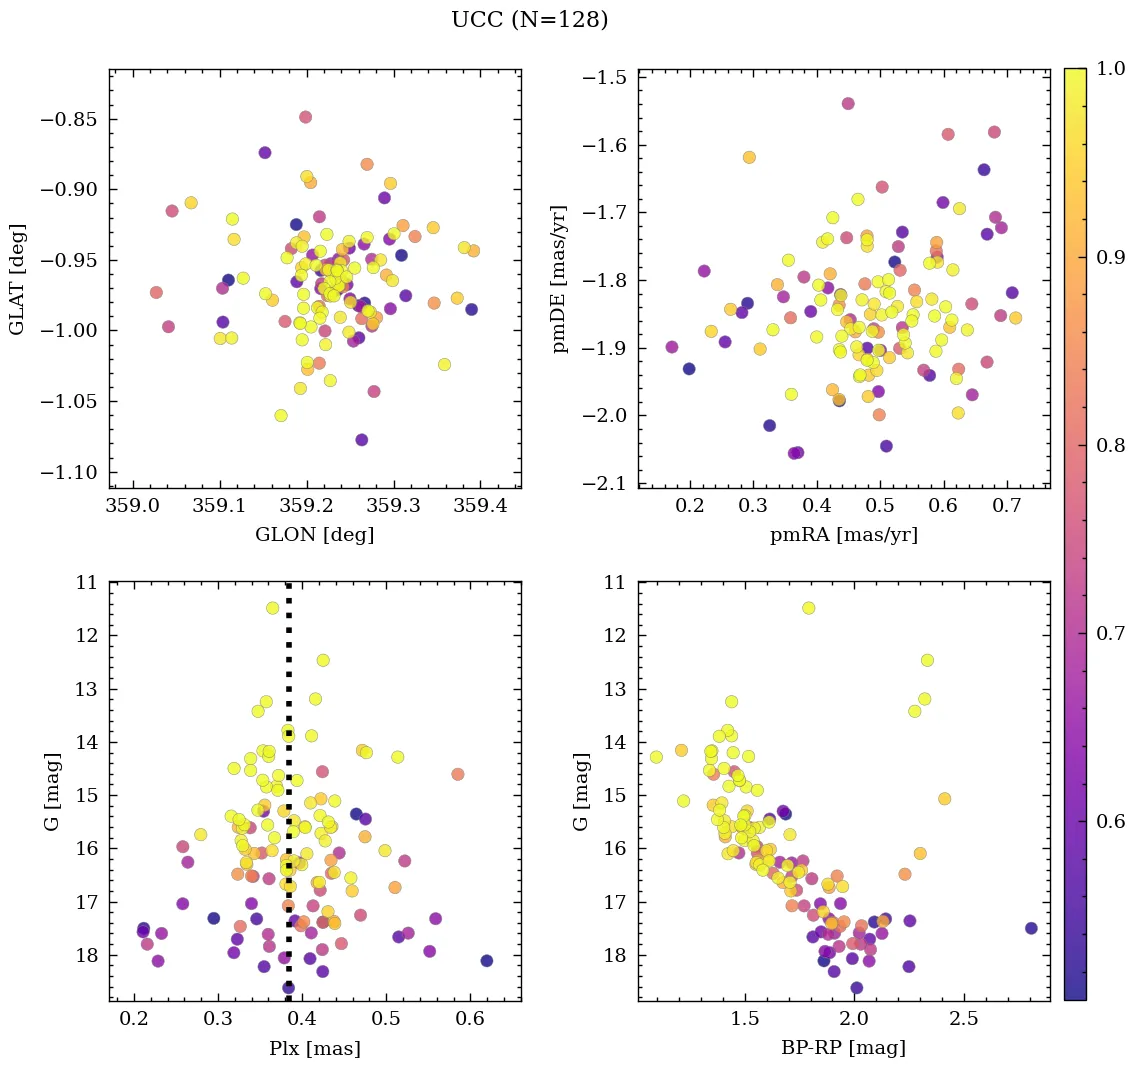 UCC (N=128)
−0.85
−0.90
−0.95
−1.00
−1.05
−1.10
GLAT [deg]
359.0 359.1 359.2 359.3 359.4
GLON [deg]
−1.5
−1.6
−1.7
−1.8
−1.9
−2.0
−2.1
pmDE [mas/yr]
0.2 0.3 0.4 0.5 0.6 0.7
pmRA [mas/yr]
11
12
13
14
15
16
17
18
G [mag]
0.2 0.3 0.4 0.5 0.6
Plx [mas]
11
12
13
14
15
16
17
18
G [mag]
1.5 2.0 2.5
BP-RP [mag]
1.0
0.9
0.8
0.7
0.6